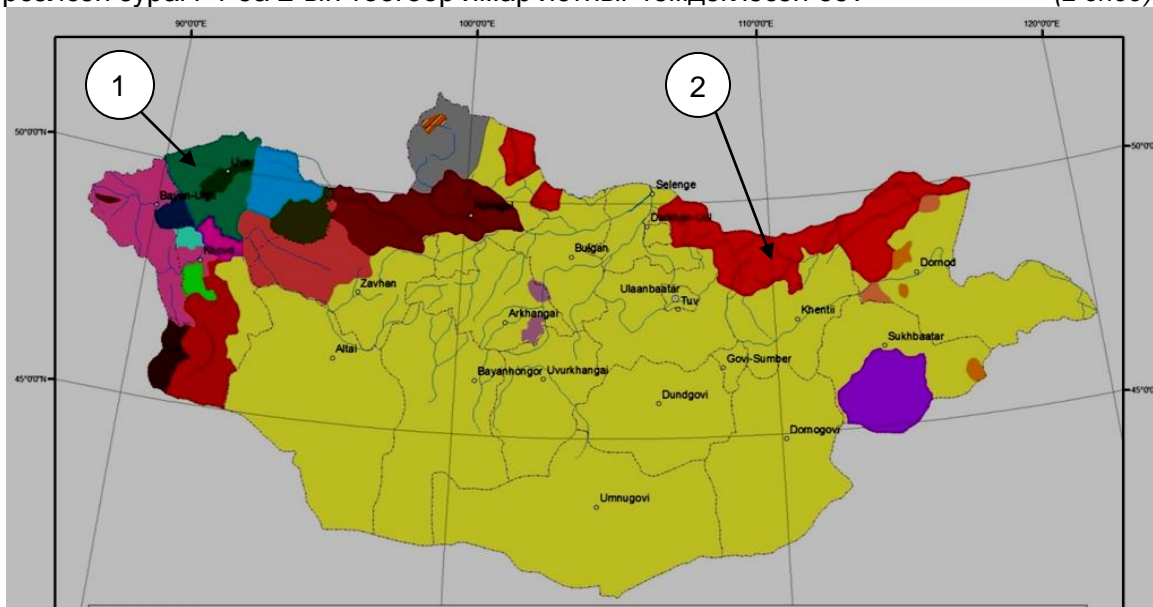 90°0'0"E 100°0'0"E 110°0'0"E 120°0'0"E
1
2
50°0'0"N
50°0'0"N
Uvs
Bayan-Ulgii
Selenge
Khovd
Bulgan
Dornod
Zavhan
Ulaanbaatar
Tuv
Arkhangai
Khentii
Sukhbaatar
Altai
Govi-Sumber
45°0'0"N
Bayanhongor
Uvurkhangai
45°0'0"N
Dundgovi
Dornogovi
Umnugovi